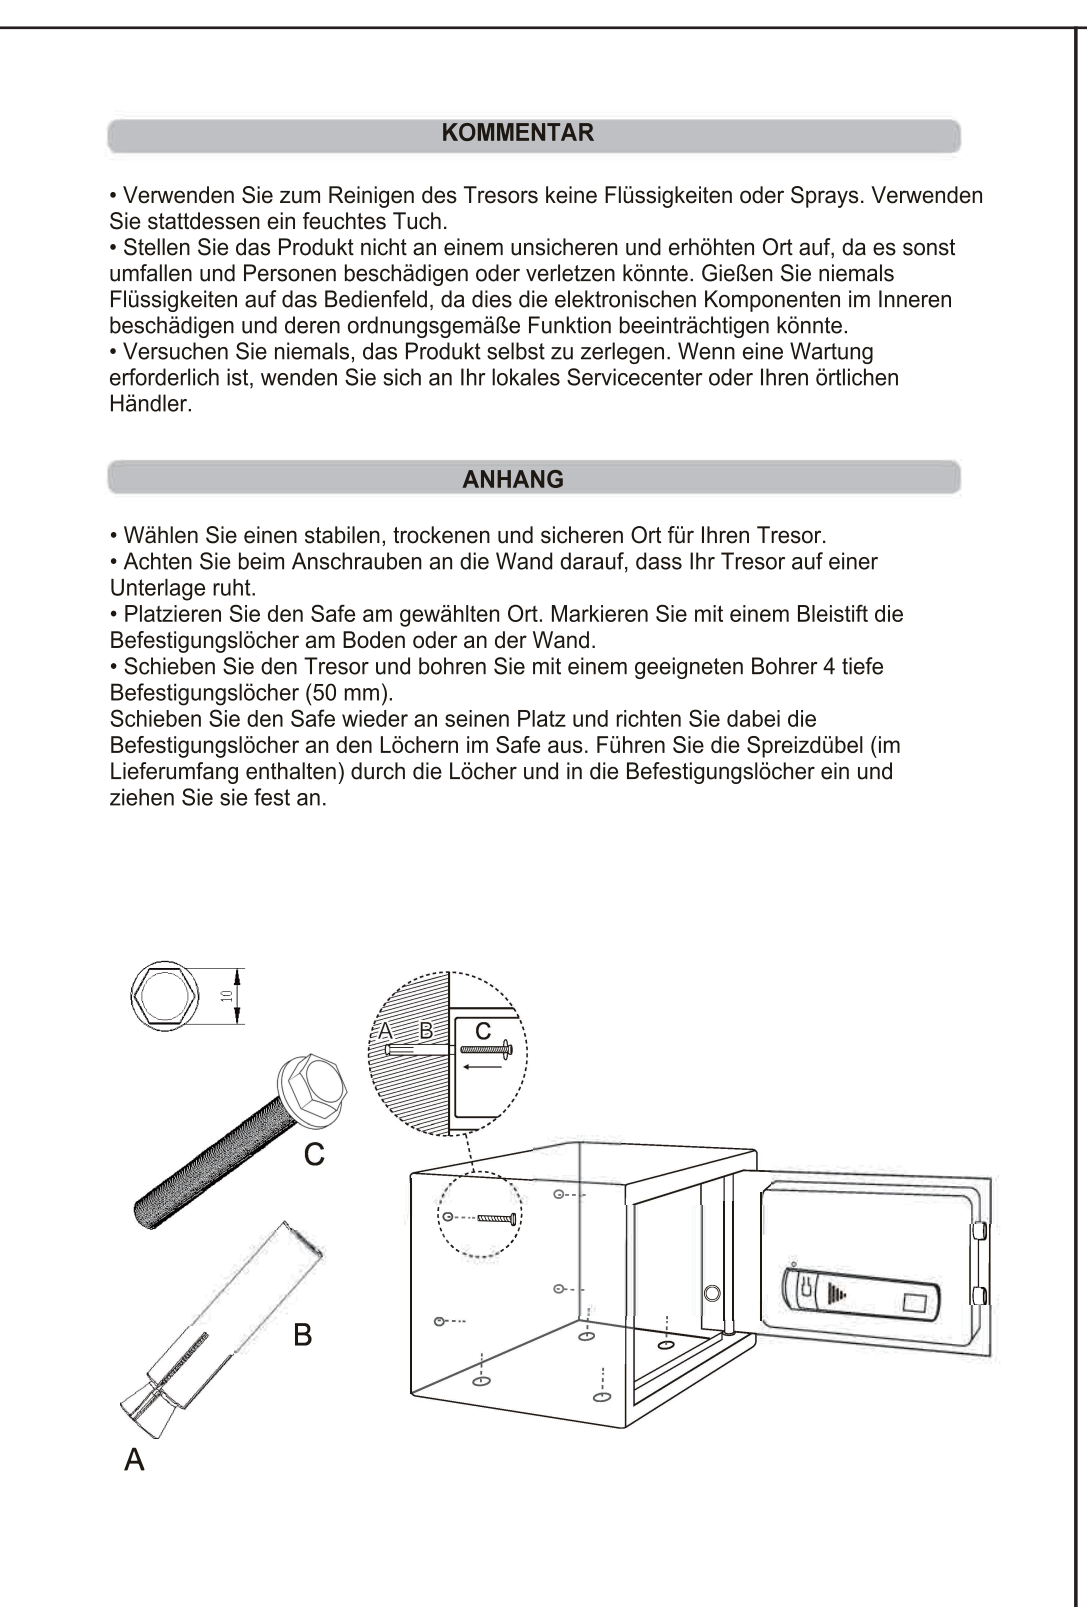 KOMMENTAR
• Verwenden Sie zum Reinigen des Tresors keine Flüssigkeiten oder Sprays. Verwenden
Sie stattdessen ein feuchtes Tuch.
• Stellen Sie das Produkt nicht an einem unsicheren und erhöhten Ort auf, da es sonst
umfallen und Personen beschädigen oder verletzen könnte. Gießen Sie niemals
Flüssigkeiten auf das Bedienfeld, da dies die elektronischen Komponenten im Inneren
beschädigen und deren ordnungsgemäße Funktion beeinträchtigen könnte.
• Versuchen Sie niemals, das Produkt selbst zu zerlegen. Wenn eine Wartung
erforderlich ist, wenden Sie sich an Ihr lokales Servicecenter oder Ihren örtlichen
Händler.
ANHANG
• Wählen Sie einen stabilen, trockenen und sicheren Ort für Ihren Tresor.
• Achten Sie beim Anschrauben an die Wand darauf, dass Ihr Tresor auf einer
Unterlage ruht.
• Platzieren Sie den Safe am gewählten Ort. Markieren Sie mit einem Bleistift die
Befestigungslöcher am Boden oder an der Wand.
• Schieben Sie den Tresor und bohren Sie mit einem geeigneten Bohrer 4 tiefe
Befestigungslöcher (50 mm).
Schieben Sie den Safe wieder an seinen Platz und richten Sie dabei die
Befestigungslöcher an den Löchern im Safe aus. Führen Sie die Spreizdübel (im
Lieferumfang enthalten) durch die Löcher und in die Befestigungslöcher ein und
ziehen Sie sie fest an.
10
A B C
C
B
A